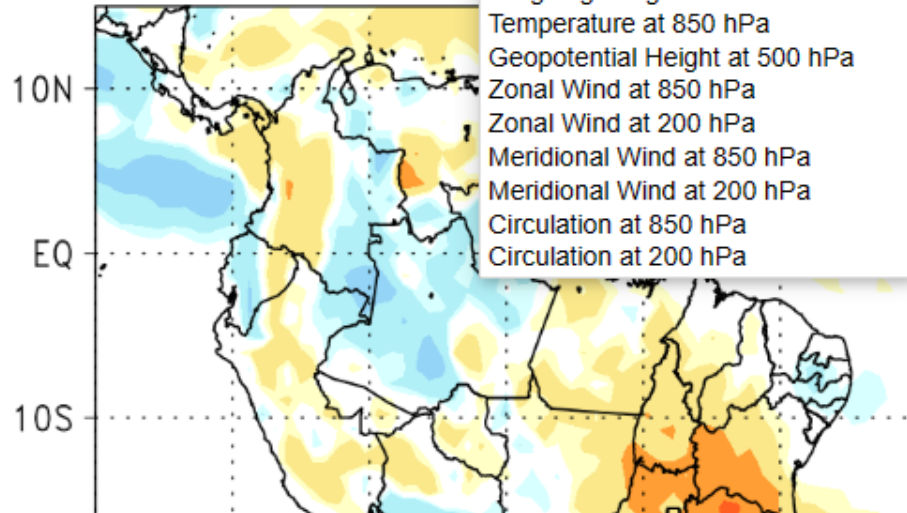 Temperature at 850 hPa
Geopotential Height at 500 hPa
Zonal Wind at 850 hPa
Zonal Wind at 200 hPa
Meridional Wind at 850 hPa
Meridional Wind at 200 hPa
Circulation at 850 hPa
Circulation at 200 hPa
10N
EQ
10S